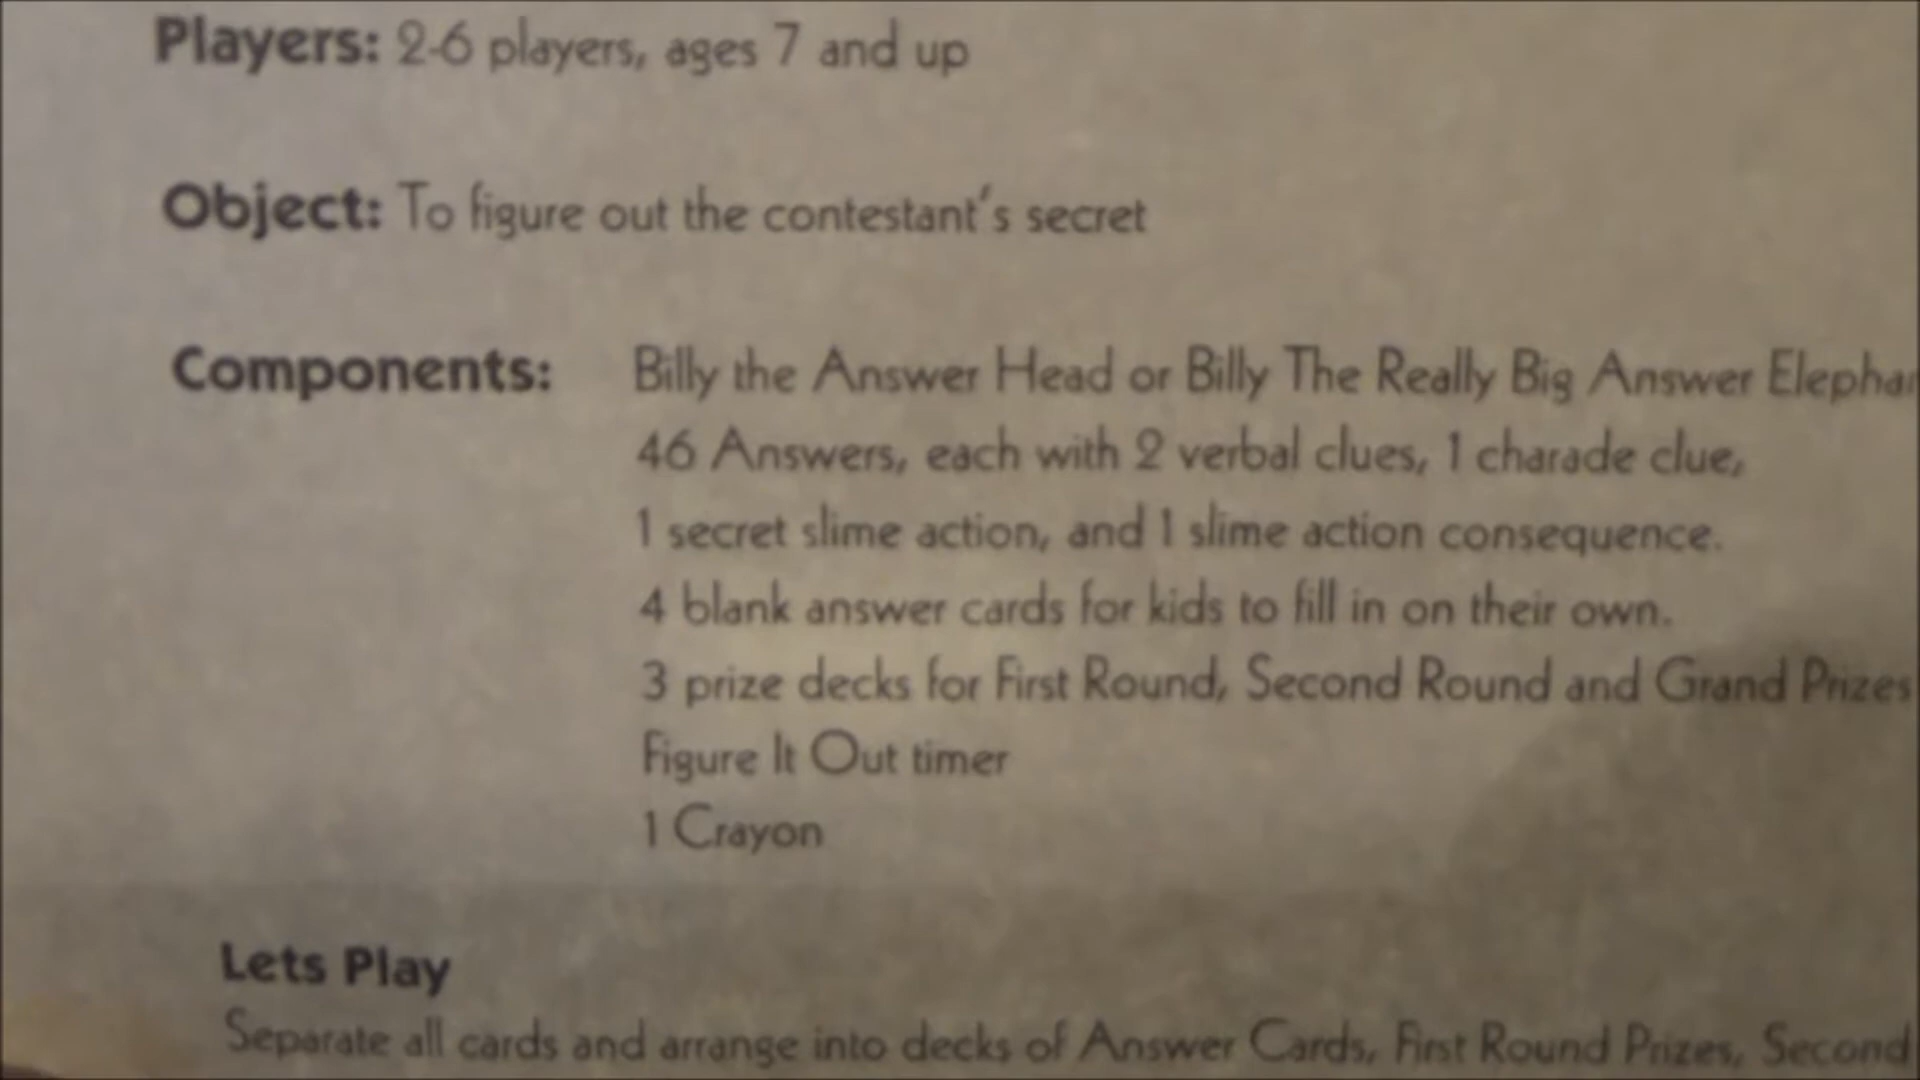 Players: 2-6 players, ages 7 and up
Object: To figure out the contestant's secret
Components: Billy the Answer Head or Billy The Really Big Answer Elephan
46 Answers, each with 2 verbal clues, 1 charade clue,
1 secret slime action, and 1 slime action consequence.
4 blank answer cards for kids to fill in on their own.
3 prize decks for First Round, Second Round and Grand Prizes
Figure It Out timer
1 Crayon
Lets Play
Separate all cards and arrange into decks of Answer Cards, First Round Prizes, Second